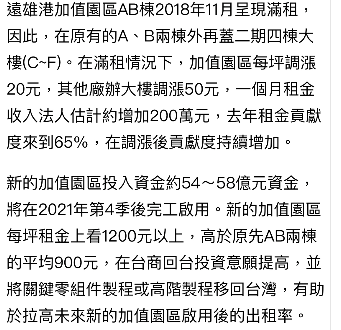 遠雄港加值園區AB棟2018年11月呈現滿租，
因此，在原有的A、B兩棟外再蓋二期四棟大
樓(C~F)。在滿租情況下，加值園區每坪調漲
20元，其他廠辦大樓調漲50元，一個月租金
收入法人估計約增加200萬元，去年租金貢獻
度來到65%，在調漲後貢獻度持續增加。
新的加值園區投入資金約54～58億元資金，
將在2021年第4季後完工啟用。新的加值園區
每坪租金上看1200元以上，高於原先AB兩棟
的平均900元，在台商回台投資意願提高，並
將關鍵零組件製程或高階製程移回台灣，有助
於拉高未來新的加值園區啟用後的出租率。